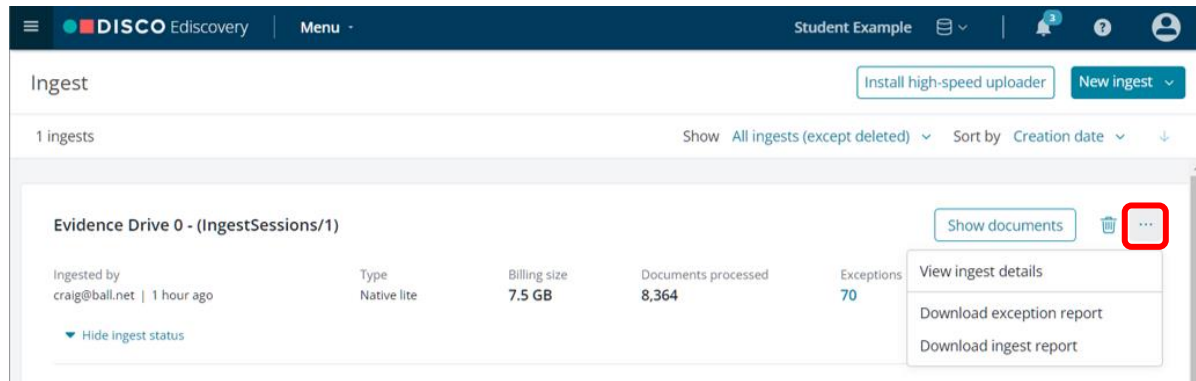 DISCO Ediscovery Menu Student Example 3
Ingest Install high-speed uploader New ingest
1 ingests Show All ingests (except deleted) Sort by Creation date
Evidence Drive 0 - (IngestSessions/1) Show documents
Ingested by Type Billing size Documents processed Exceptions View ingest details
craig@ball.net | 1 hour ago Native lite 7.5 GB 8,364 70
Download exception report
Hide ingest status Download ingest report